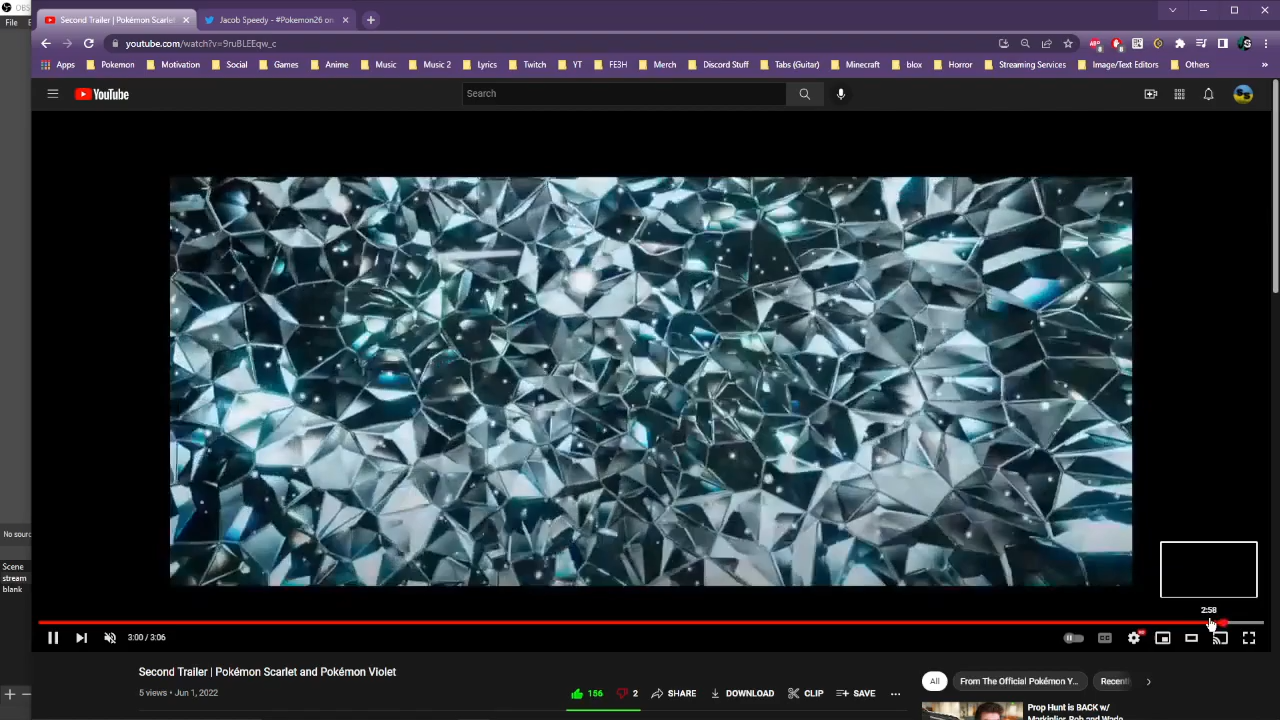 OBS
File
Second Trailer | Pokémon Scarlet
Jacob Speedy - #Pokemon26 on
youtube.com/watch?v=9ruBLEEqw_c
Apps Pokemon Motivation Social Games Anime Music Music 2 Lyrics Twitch YT FE3H Merch Discord Stuff Tabs (Guitar) Minecraft blox Horror Streaming Services Image/Text Editors Others
YouTube
Search
No sourc
Scene
stream
blank
2:58
3:00 / 3:06
CC
Second Trailer | Pokémon Scarlet and Pokémon Violet
5 views • Jun 1, 2022
156 2 SHARE DOWNLOAD CLIP SAVE
All From The Official Pokémon Y... Recent
Prop Hunt is BACK w/
Markiplier, Bob and Wade